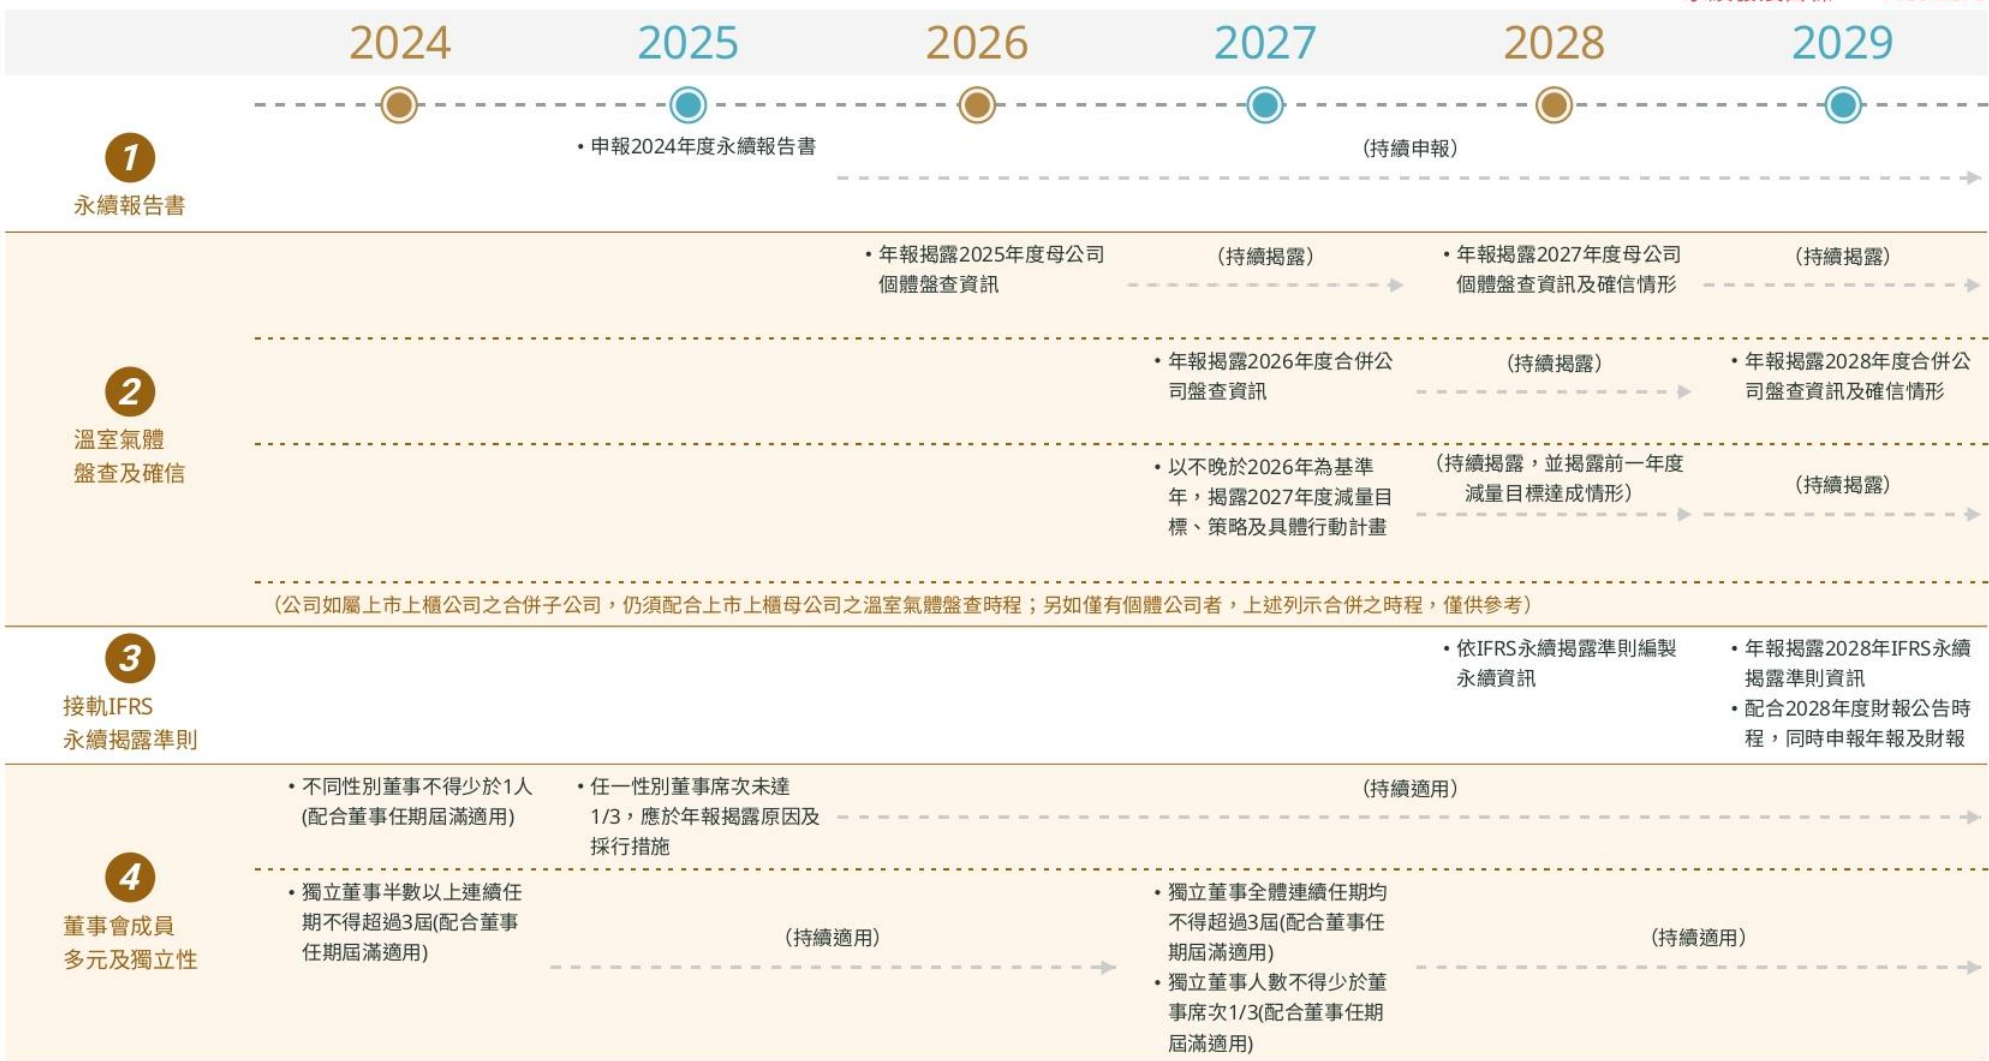 2024 2025 2026 2027 2028 2029
1
永續報告書
•申報2024年度永續報告書
（持續申報）
2
溫室氣體
盤查及確信
•年報揭露2025年度母公司
個體盤查資訊
（持續揭露）
•年報揭露2027年度母公司
個體盤查資訊及確信情形
（持續揭露）
•年報揭露2026年度合併公
司盤查資訊
（持續揭露）
•年報揭露2028年度合併公
司盤查資訊及確信情形
•以不晚於2026年為基準
年，揭露2027年度減量目
標、策略及具體行動計畫
（持續揭露，並揭露前一年度
減量目標達成情形）
（持續揭露）
（公司如屬上市上櫃公司之合併子公司，仍須配合上市上櫃母公司之溫室氣體盤查時程；另如僅有個體公司者，上述列示合併之時程，僅供參考）
3
接軌IFRS
永續揭露準則
•依IFRS永續揭露準則編製
永續資訊
•年報揭露2028年IFRS永續
揭露準則資訊
•配合2028年度財報公告時
程，同時申報年報及財報
4
董事會成員
多元及獨立性
•不同性別董事不得少於1人
(配合董事任期屆滿適用)
•任一性別董事席次未達
1/3，應於年報揭露原因及
採行措施
（持續適用）
•獨立董事半數以上連續任
期不得超過3屆(配合董事
任期屆滿適用)
（持續適用）
•獨立董事全體連續任期均
不得超過3屆(配合董事任
期屆滿適用)
•獨立董事人數不得少於董
事席次1/3(配合董事任期
屆滿適用)
（持續適用）